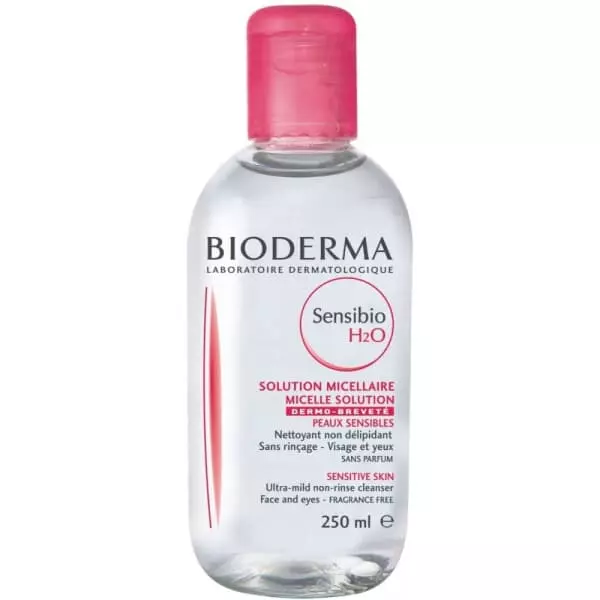 BIODERMA
LABORATOIRE DERMATOLOGIQUE
Sensibio
H2O
SOLUTION MICELLAIRE
MICELLE SOLUTION
DERMO-BREVETÉ
PEAUX SENSIBLES
Nettoyant non délipidant
Sans rinçage - Visage et yeux
SANS PARFUM
SENSITIVE SKIN
Ultra-mild non-rinse cleanser
Face and eyes - FRAGRANCE FREE
250 ml ℮